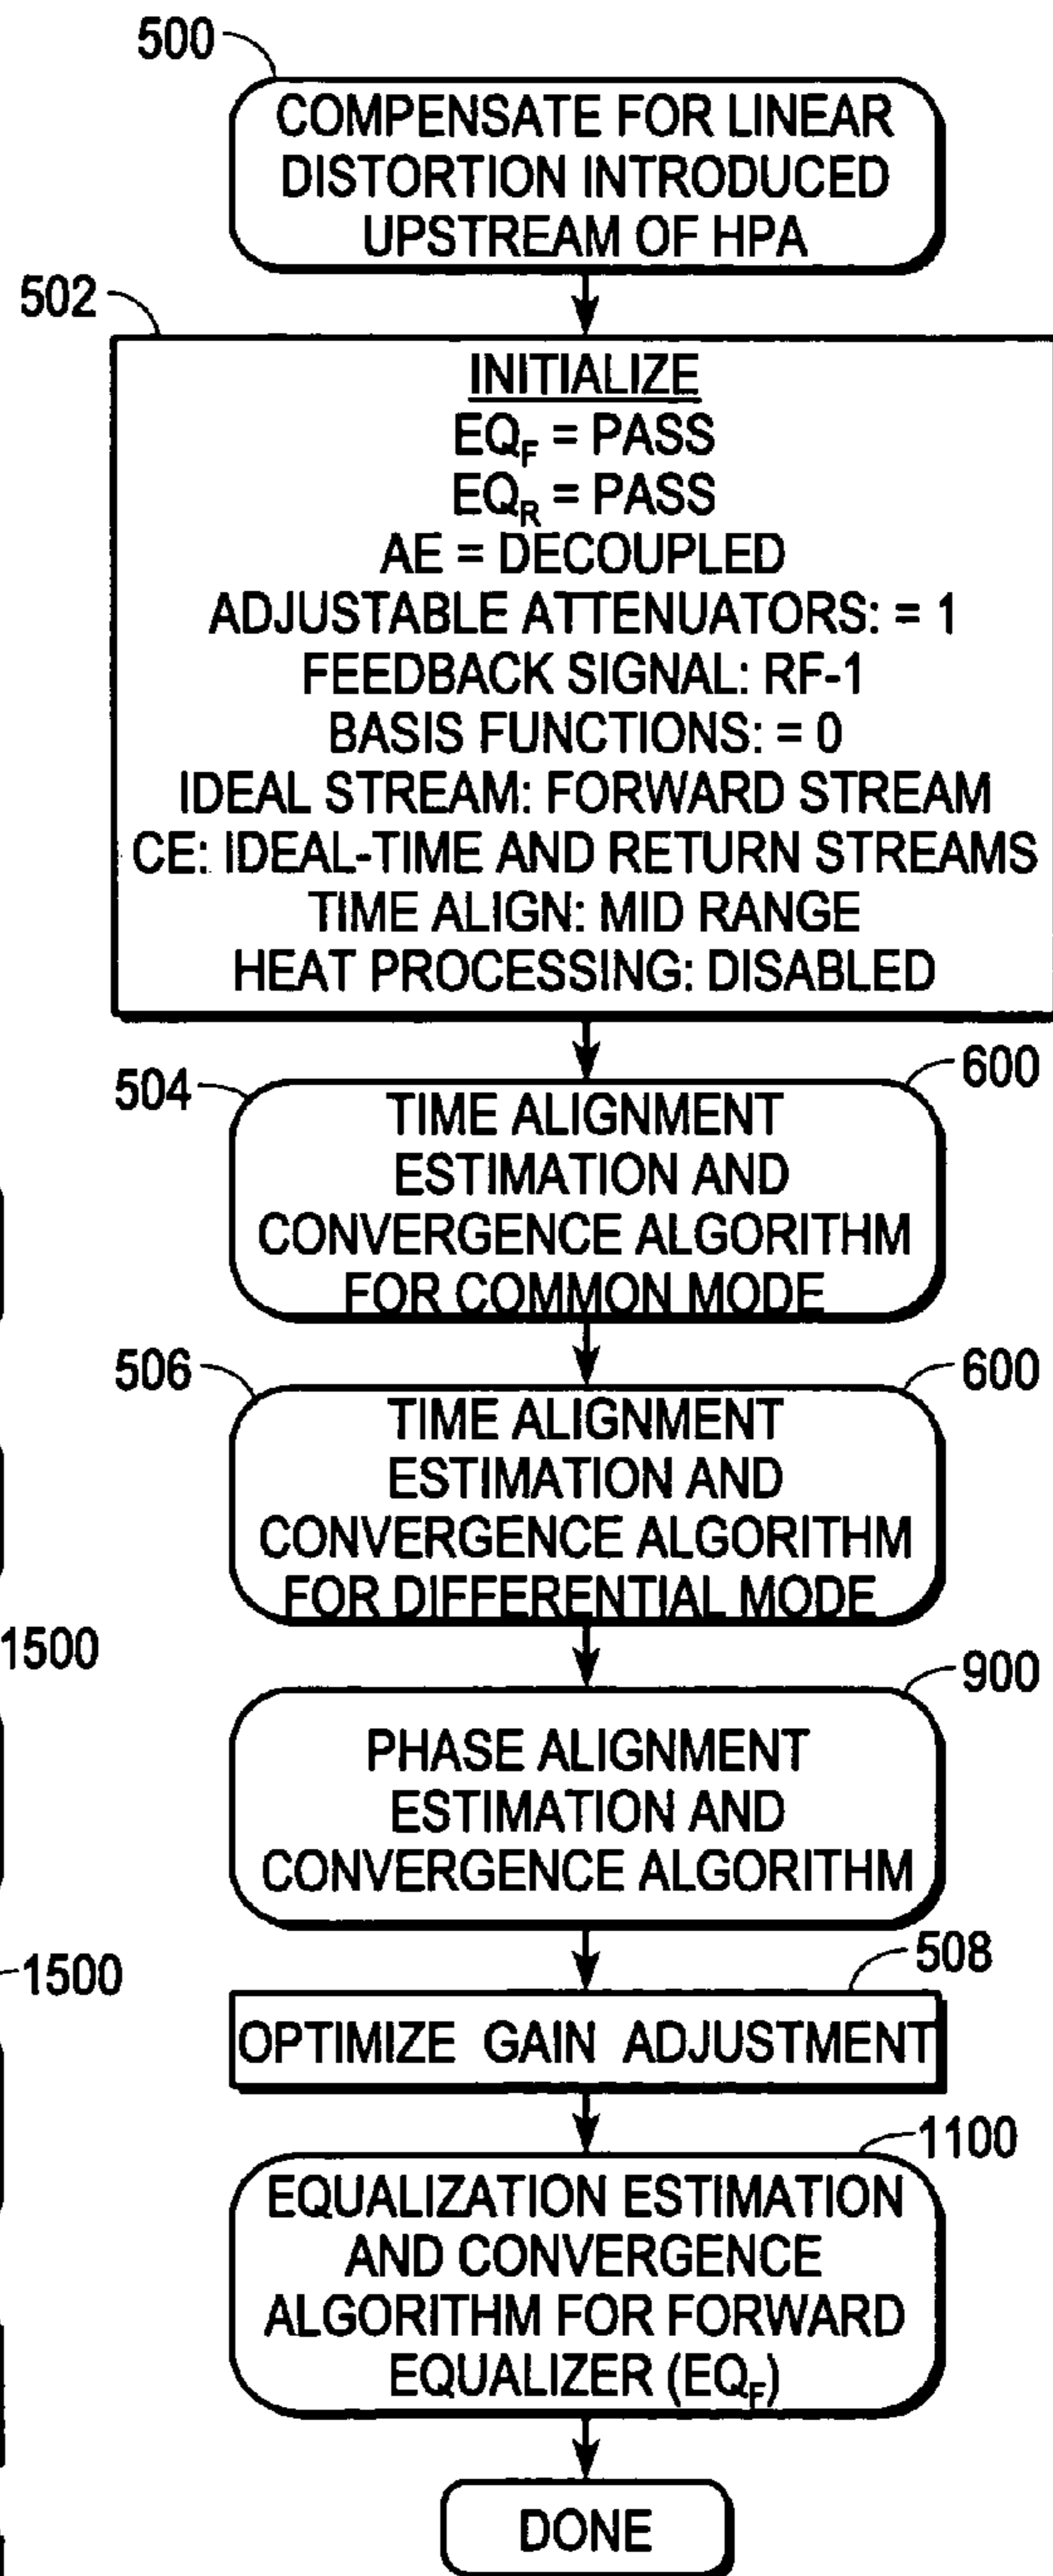 500
COMPENSATE FOR LINEAR
DISTORTION INTRODUCED
UPSTREAM OF HPA
502
INITIALIZE
EQF = PASS
EQR = PASS
AE = DECOUPLED
ADJUSTABLE ATTENUATORS: = 1
FEEDBACK SIGNAL: RF-1
BASIS FUNCTIONS: = 0
IDEAL STREAM: FORWARD STREAM
CE: IDEAL-TIME AND RETURN STREAMS
TIME ALIGN: MID RANGE
HEAT PROCESSING: DISABLED
504
600
TIME ALIGNMENT
ESTIMATION AND
CONVERGENCE ALGORITHM
FOR COMMON MODE
506
600
TIME ALIGNMENT
ESTIMATION AND
CONVERGENCE ALGORITHM
FOR DIFFERENTIAL MODE
1500
900
PHASE ALIGNMENT
ESTIMATION AND
CONVERGENCE ALGORITHM
1500
508
OPTIMIZE GAIN ADJUSTMENT
1100
EQUALIZATION ESTIMATION
AND CONVERGENCE
ALGORITHM FOR FORWARD
EQUALIZER (EQF)
DONE